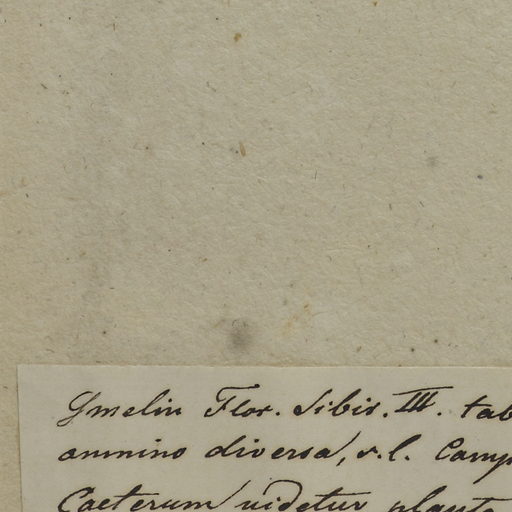 Gmelin Flor. Sibir. III. tab
omnino diversa, v. l. Camp
Caeterum videtur planta